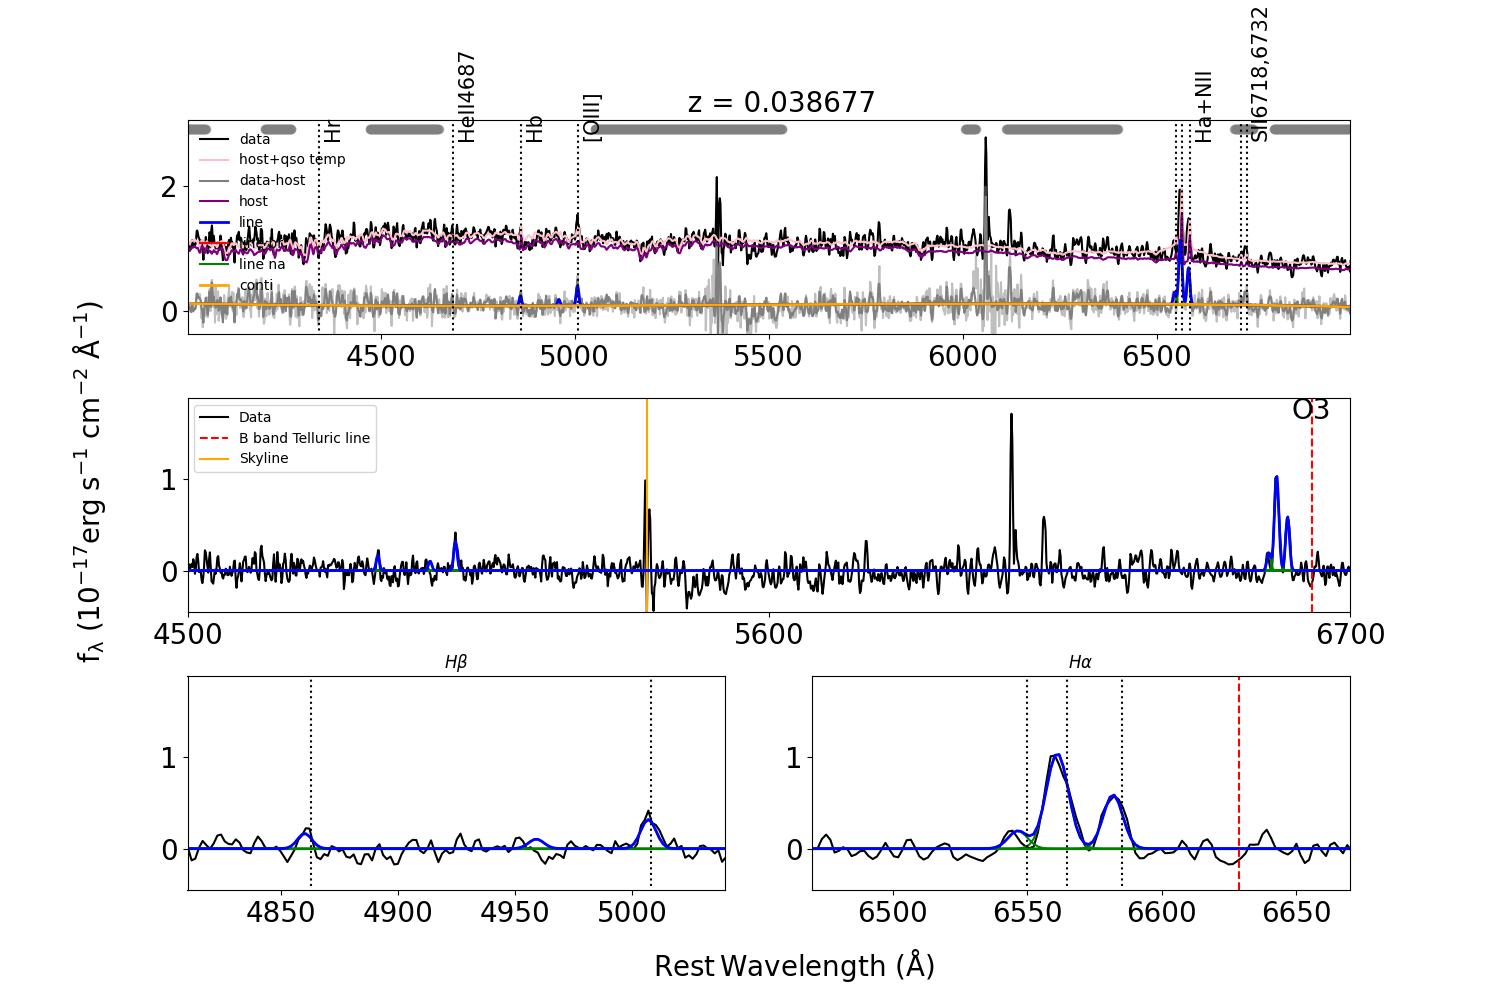 z = 0.038677
Hr
HeII4687
Hb
[OIII]
Ha+NII
SII6718,6732
data
host+qso temp
data-host
host
line
line na
conti
2
0
4500 5000 5500 6000 6500
Data
B band Telluric line
Skyline
O3
1
0
4500 5600 6700
fλ (10−17erg s−1 cm−2 Å−1)
Hβ
1
0
4850 4900 4950 5000
Hα
1
0
6500 6550 6600 6650
Rest Wavelength (Å)